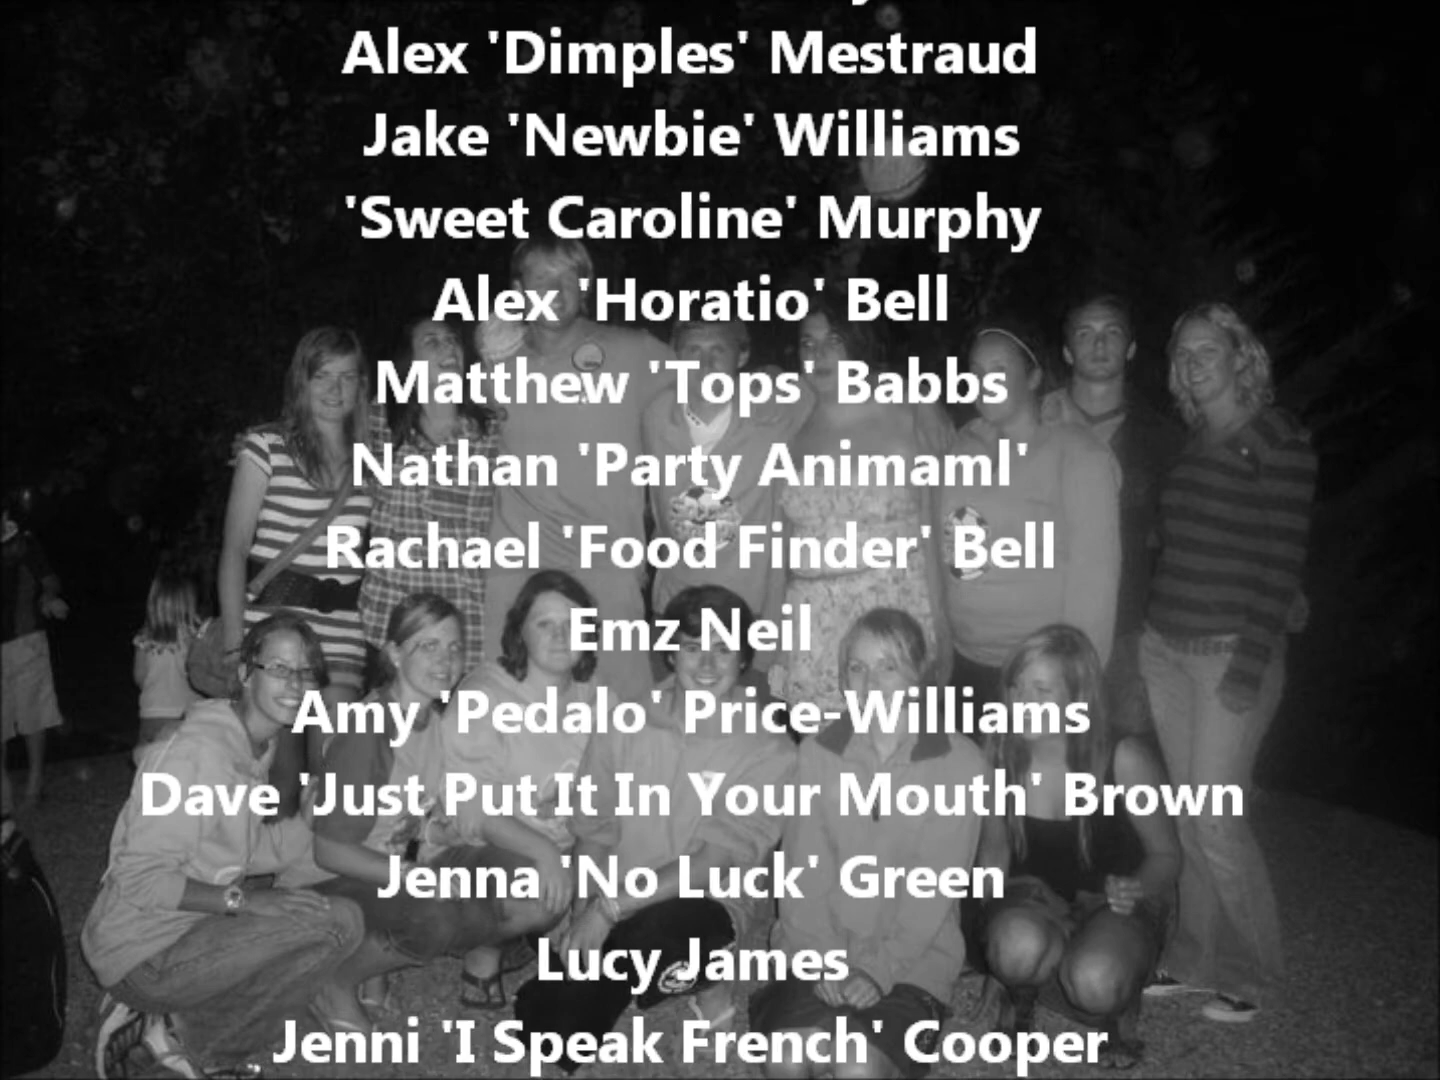 Alex 'Dimples' Mestraud
Jake 'Newbie' Williams
'Sweet Caroline' Murphy
Alex 'Horatio' Bell
Matthew 'Tops' Babbs
Nathan 'Party Animaml'
Rachael 'Food Finder' Bell
Emz Neil
Amy 'Pedalo' Price-Williams
Dave 'Just Put It In Your Mouth' Brown
Jenna 'No Luck' Green
Lucy James
Jenni 'I Speak French' Cooper